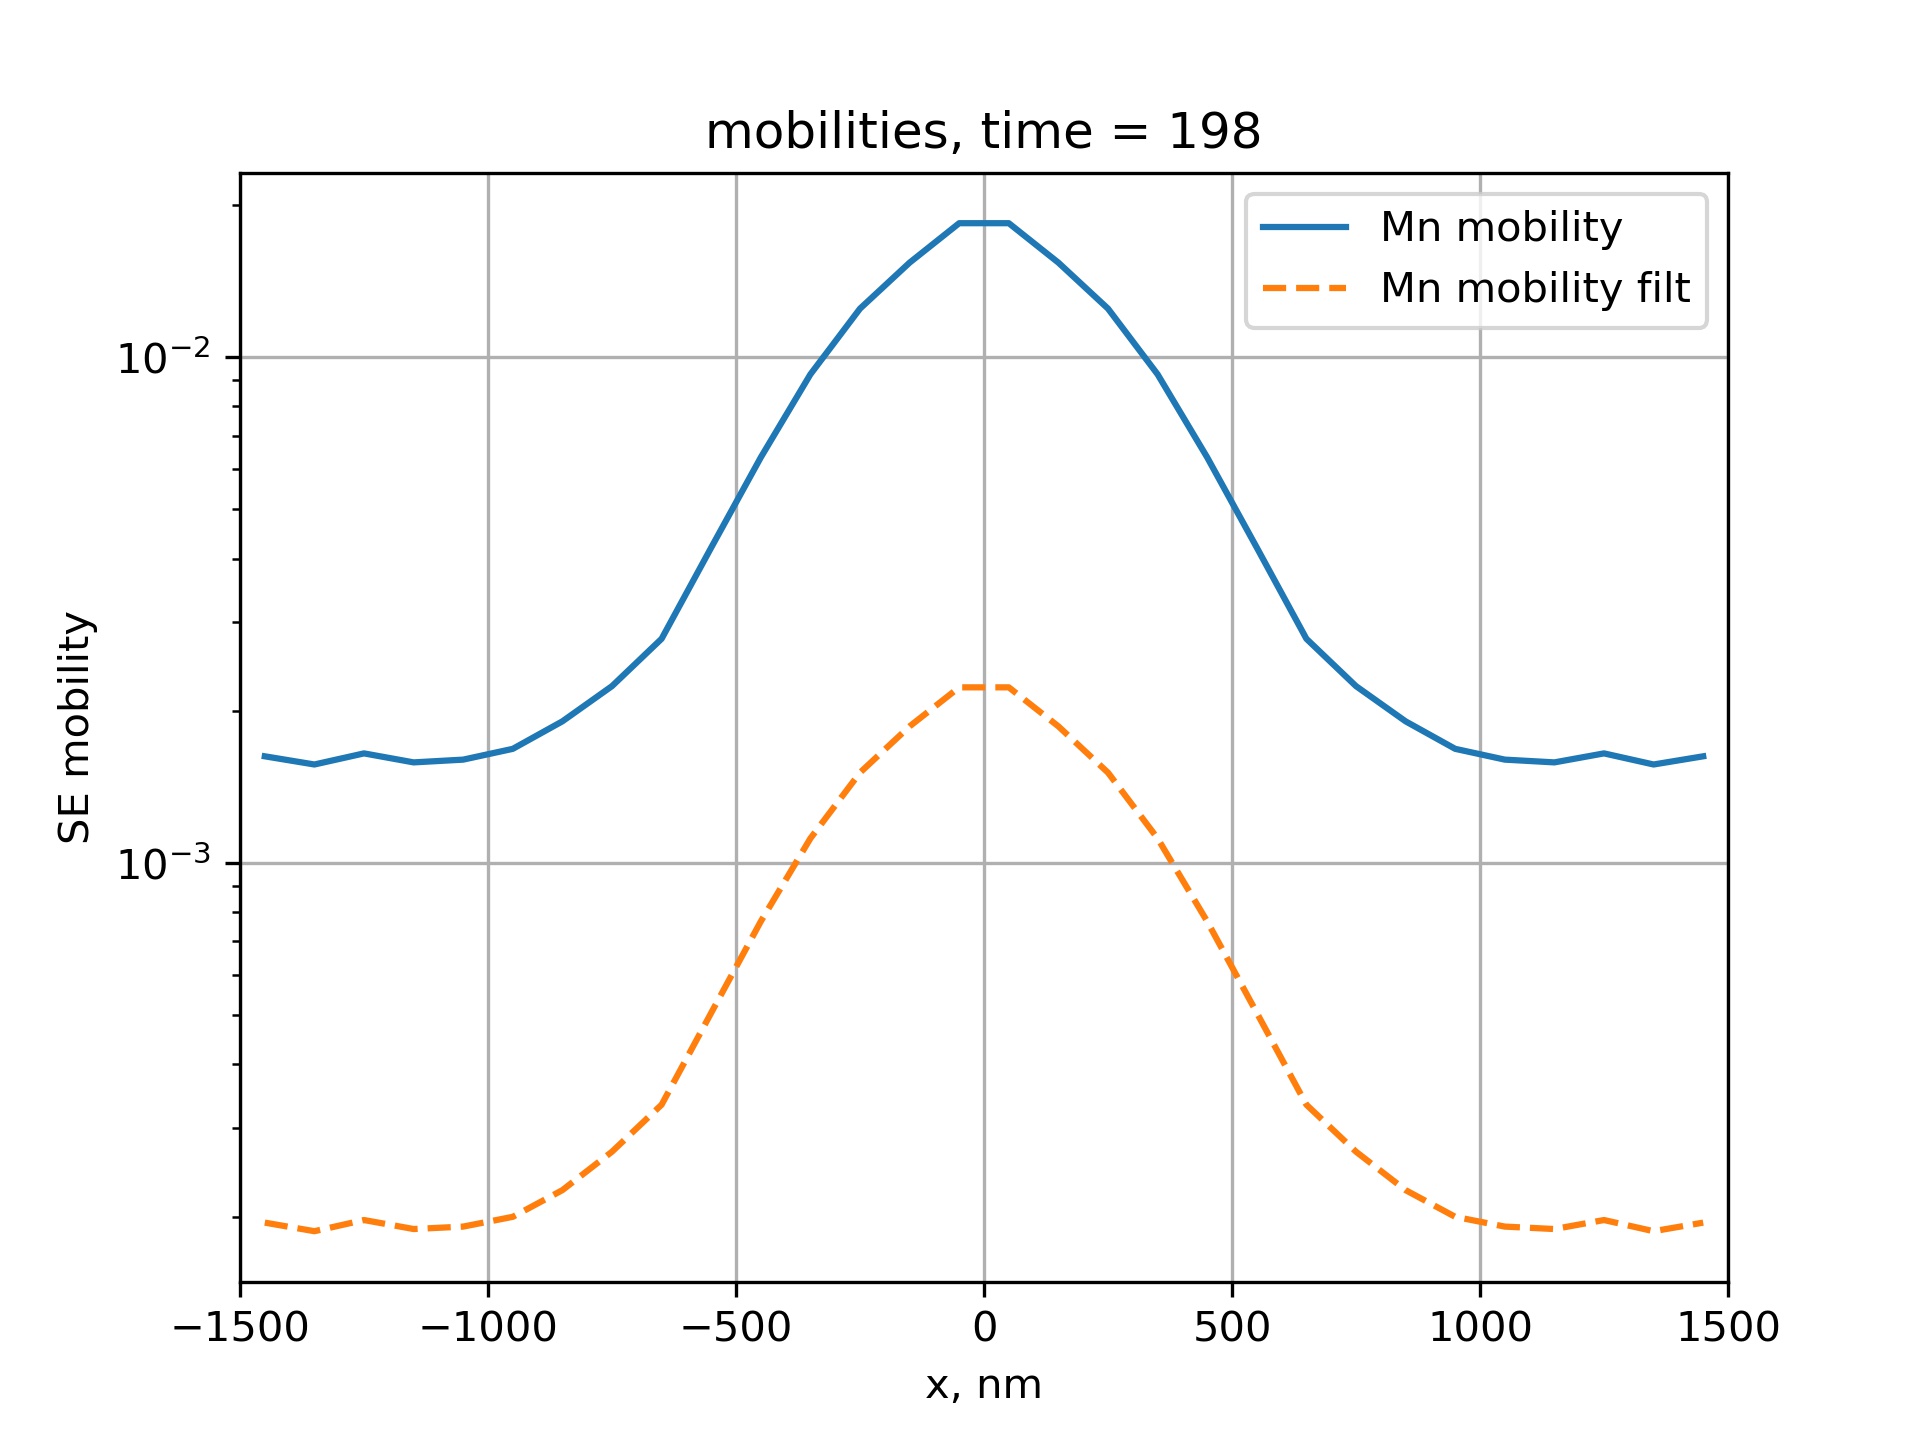 mobilities, time = 198
Mn mobility
Mn mobility filt
SE mobility
10⁻²
10⁻³
−1500 −1000 −500 0 500 1000 1500
x, nm